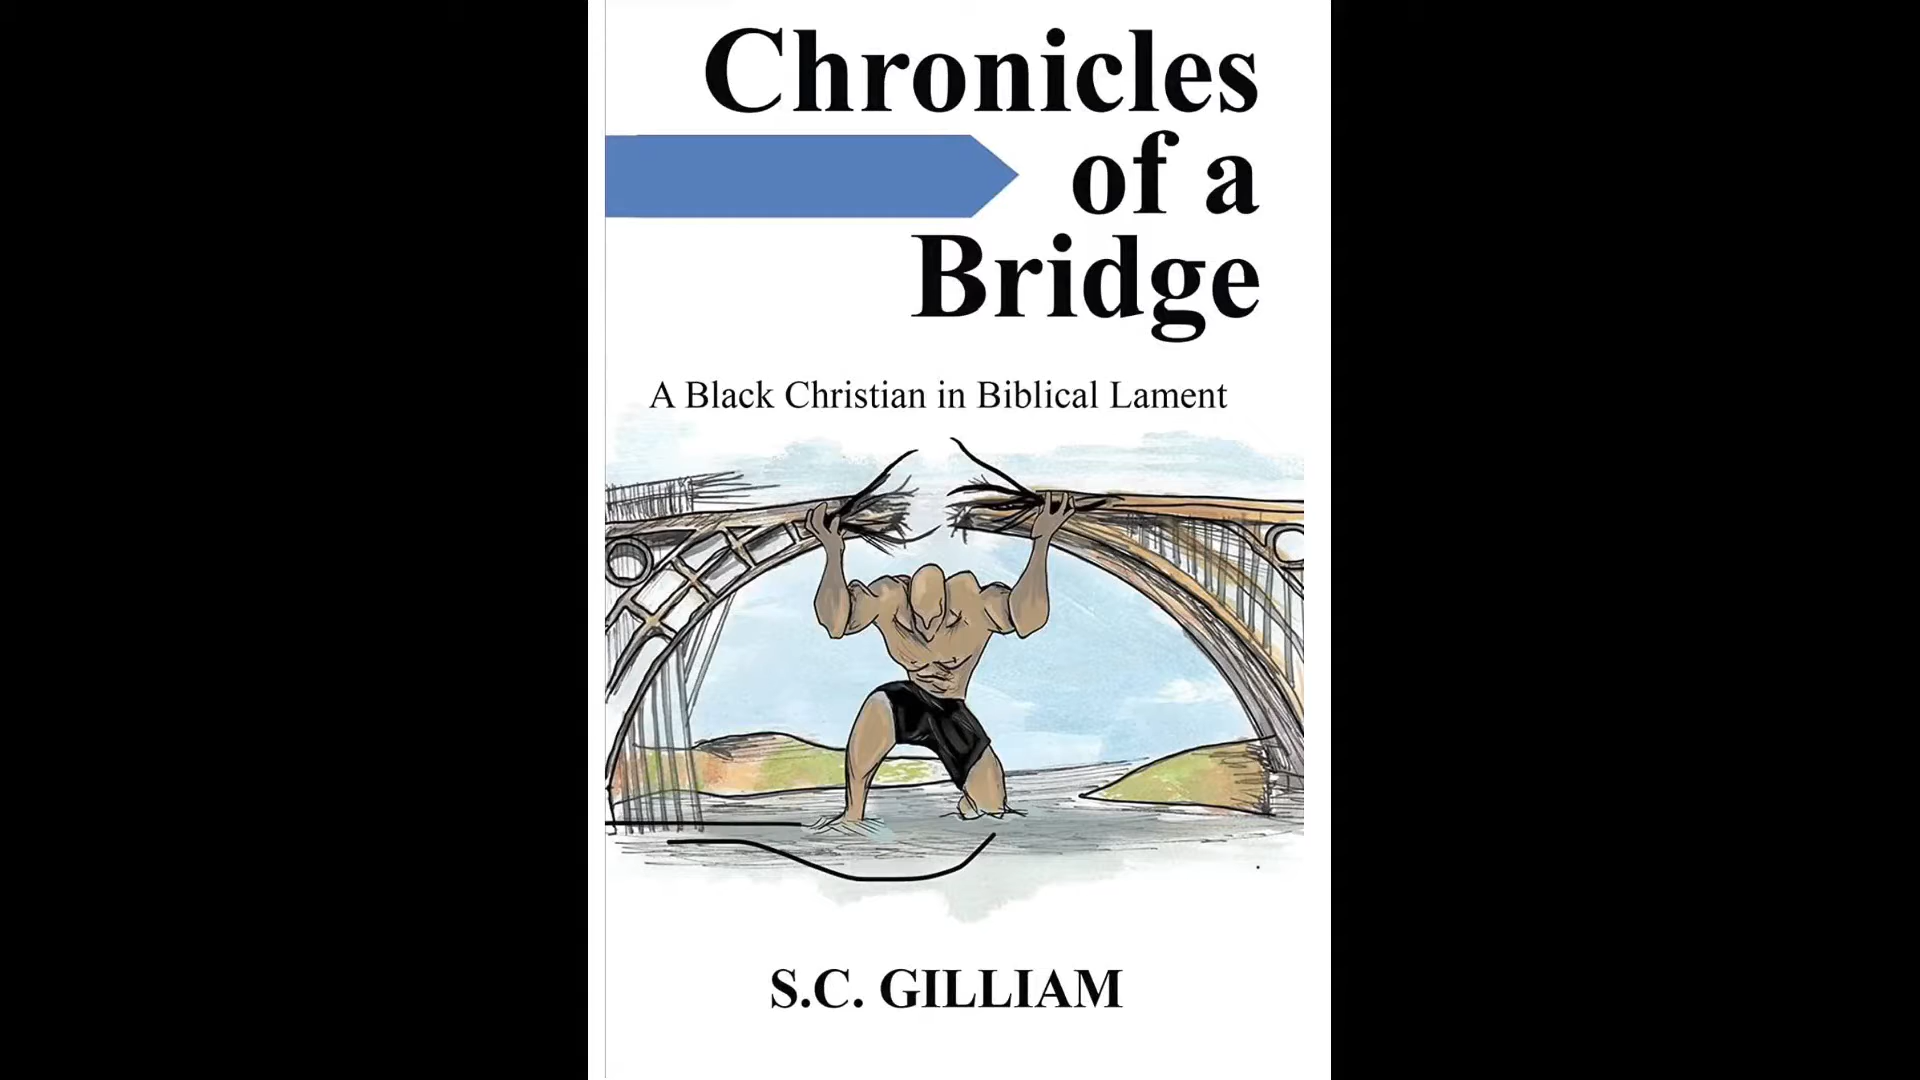 Chronicles
of a
Bridge
A Black Christian in Biblical Lament
S.C. GILLIAM